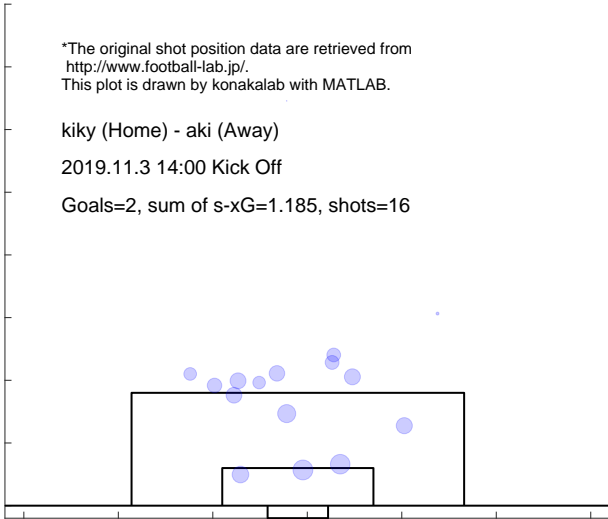 *The original shot position data are retrieved from
http://www.football-lab.jp/.
This plot is drawn by konakalab with MATLAB.
kiky (Home) - aki (Away)
2019.11.3 14:00 Kick Off
Goals=2, sum of s-xG=1.185, shots=16